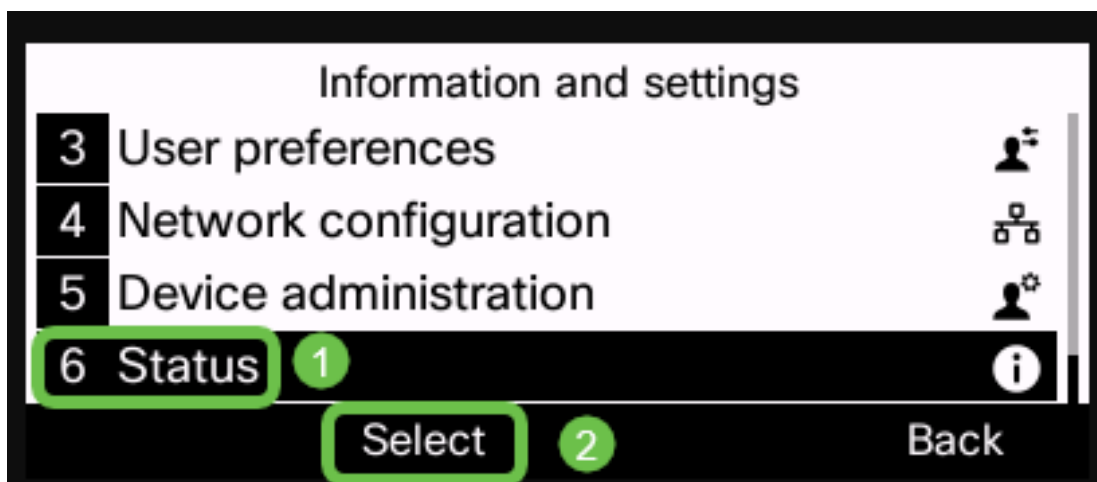 Information and settings
3 User preferences
4 Network configuration
5 Device administration
6 Status 1
Select 2 Back